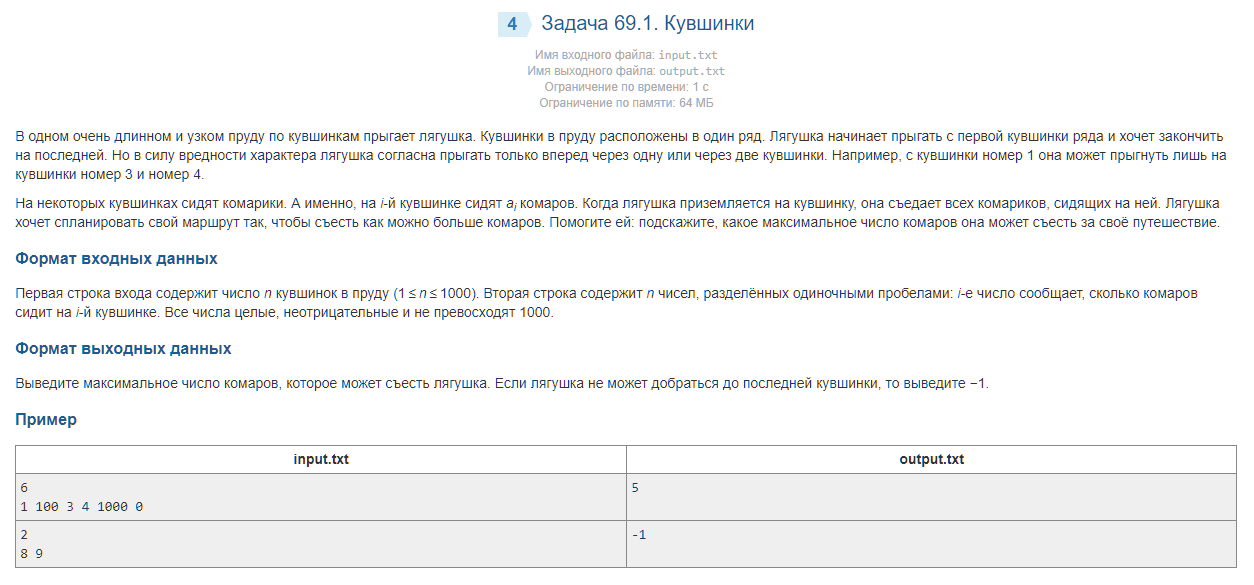 4 Задача 69.1. Кувшинки
Имя входного файла: input.txt
Имя выходного файла: output.txt
Ограничение по времени: 1 с
Ограничение по памяти: 64 МБ
В одном очень длинном и узком пруду по кувшинкам прыгает лягушка. Кувшинки в пруду расположены в один ряд. Лягушка начинает прыгать с первой кувшинки ряда и хочет закончить
на последней. Но в силу вредности характера лягушка согласна прыгать только вперед через одну или через две кувшинки. Например, с кувшинки номер 1 она может прыгнуть лишь на
кувшинки номер 3 и номер 4.
На некоторых кувшинках сидят комарики. А именно, на i-й кувшинке сидят aᵢ комаров. Когда лягушка приземляется на кувшинку, она съедает всех комариков, сидящих на ней. Лягушка
хочет спланировать свой маршрут так, чтобы съесть как можно больше комаров. Помогите ей: подскажите, какое максимальное число комаров она может съесть за своё путешествие.
Формат входных данных
Первая строка входа содержит число n кувшинок в пруду (1 ≤ n ≤ 1000). Вторая строка содержит n чисел, разделённых одиночными пробелами: i-е число сообщает, сколько комаров
сидит на i-й кувшинке. Все числа целые, неотрицательные и не превосходят 1000.
Формат выходных данных
Выведите максимальное число комаров, которое может съесть лягушка. Если лягушка не может добраться до последней кувшинки, то выведите −1.
Пример
input.txt output.txt
6 5
1 100 3 4 1000 0
2 -1
8 9